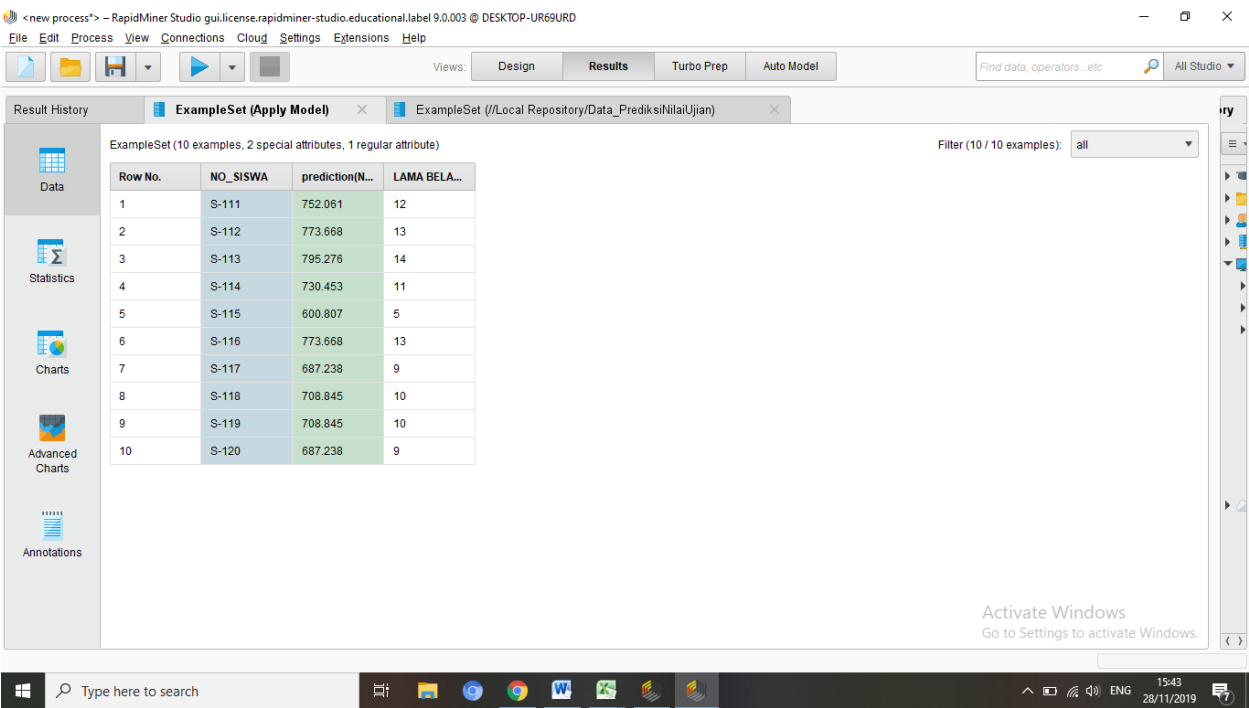 <new process*> – RapidMiner Studio gui.license.rapidminer-studio.educational.label 9.0.003 @ DESKTOP-UR69URD
File Edit Process View Connections Cloud Settings Extensions Help
Views: Design Results Turbo Prep Auto Model Find data, operators...etc All Studio
Result History ExampleSet (Apply Model) ExampleSet (//Local Repository/Data_PrediksiNilaiUjian)
ExampleSet (10 examples, 2 special attributes, 1 regular attribute) Filter (10 / 10 examples): all
Data
Statistics
Charts
Advanced
Charts
Annotations
Row No. NO_SISWA prediction(N... LAMA BELA...
1 S-111 752.061 12
2 S-112 773.668 13
3 S-113 795.276 14
4 S-114 730.453 11
5 S-115 600.807 5
6 S-116 773.668 13
7 S-117 687.238 9
8 S-118 708.845 10
9 S-119 708.845 10
10 S-120 687.238 9
Activate Windows
Go to Settings to activate Windows.
Type here to search ENG 15:43
28/11/2019
7